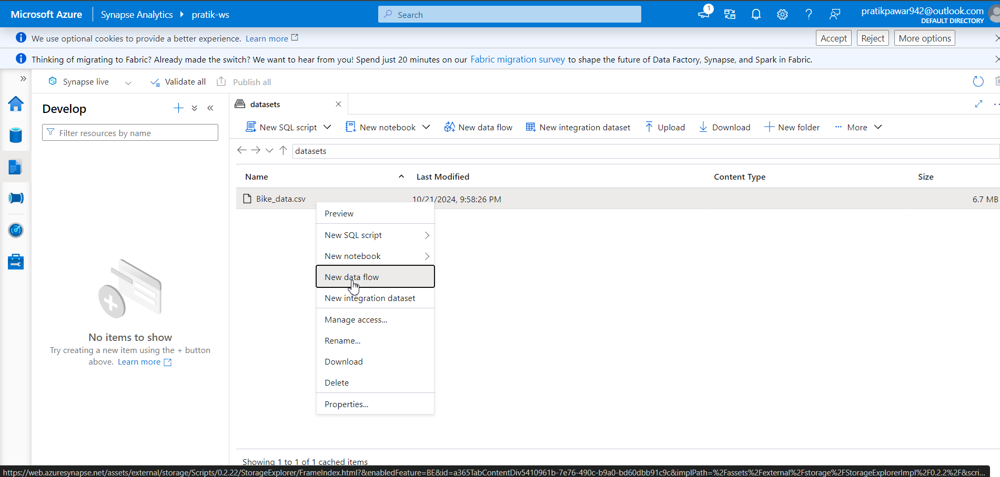 Microsoft Azure
Synapse Analytics
pratik-ws
Search
1
pratikpawar942@outlook.com
DEFAULT DIRECTORY
We use optional cookies to provide a better experience. Learn more
Accept
Reject
More options
Thinking of migrating to Fabric? Already made the switch? We want to hear from you! Spend just 20 minutes on our Fabric migration survey to shape the future of Data Factory, Synapse, and Spark in Fabric.
Synapse live
Validate all
Publish all
Develop
Filter resources by name
No items to show
Try creating a new item using the + button
above. Learn more
datasets
New SQL script
New notebook
New data flow
New integration dataset
Upload
Download
New folder
More
datasets
Name
Last Modified
Content Type
Size
Bike_data.csv
10/21/2024, 9:58:26 PM
6.7 MB
Preview
New SQL script
New notebook
New data flow
New integration dataset
Manage access...
Rename...
Download
Delete
Properties...
Showing 1 to 1 of 1 cached items
https://web.azuresynapse.net/assets/external/storage/Scripts/0.2.22/StorageExplorer/FrameIndex.html?&enabledFeature=BE&id=a365TabContentDiv5410961b-7e76-490c-b9a0-bd60dbb91c9c&implPath=%2Fassets%2Fexternal%2Fstorage%2FStorageExplorerImpl%2F0.2.2%2F&scri...